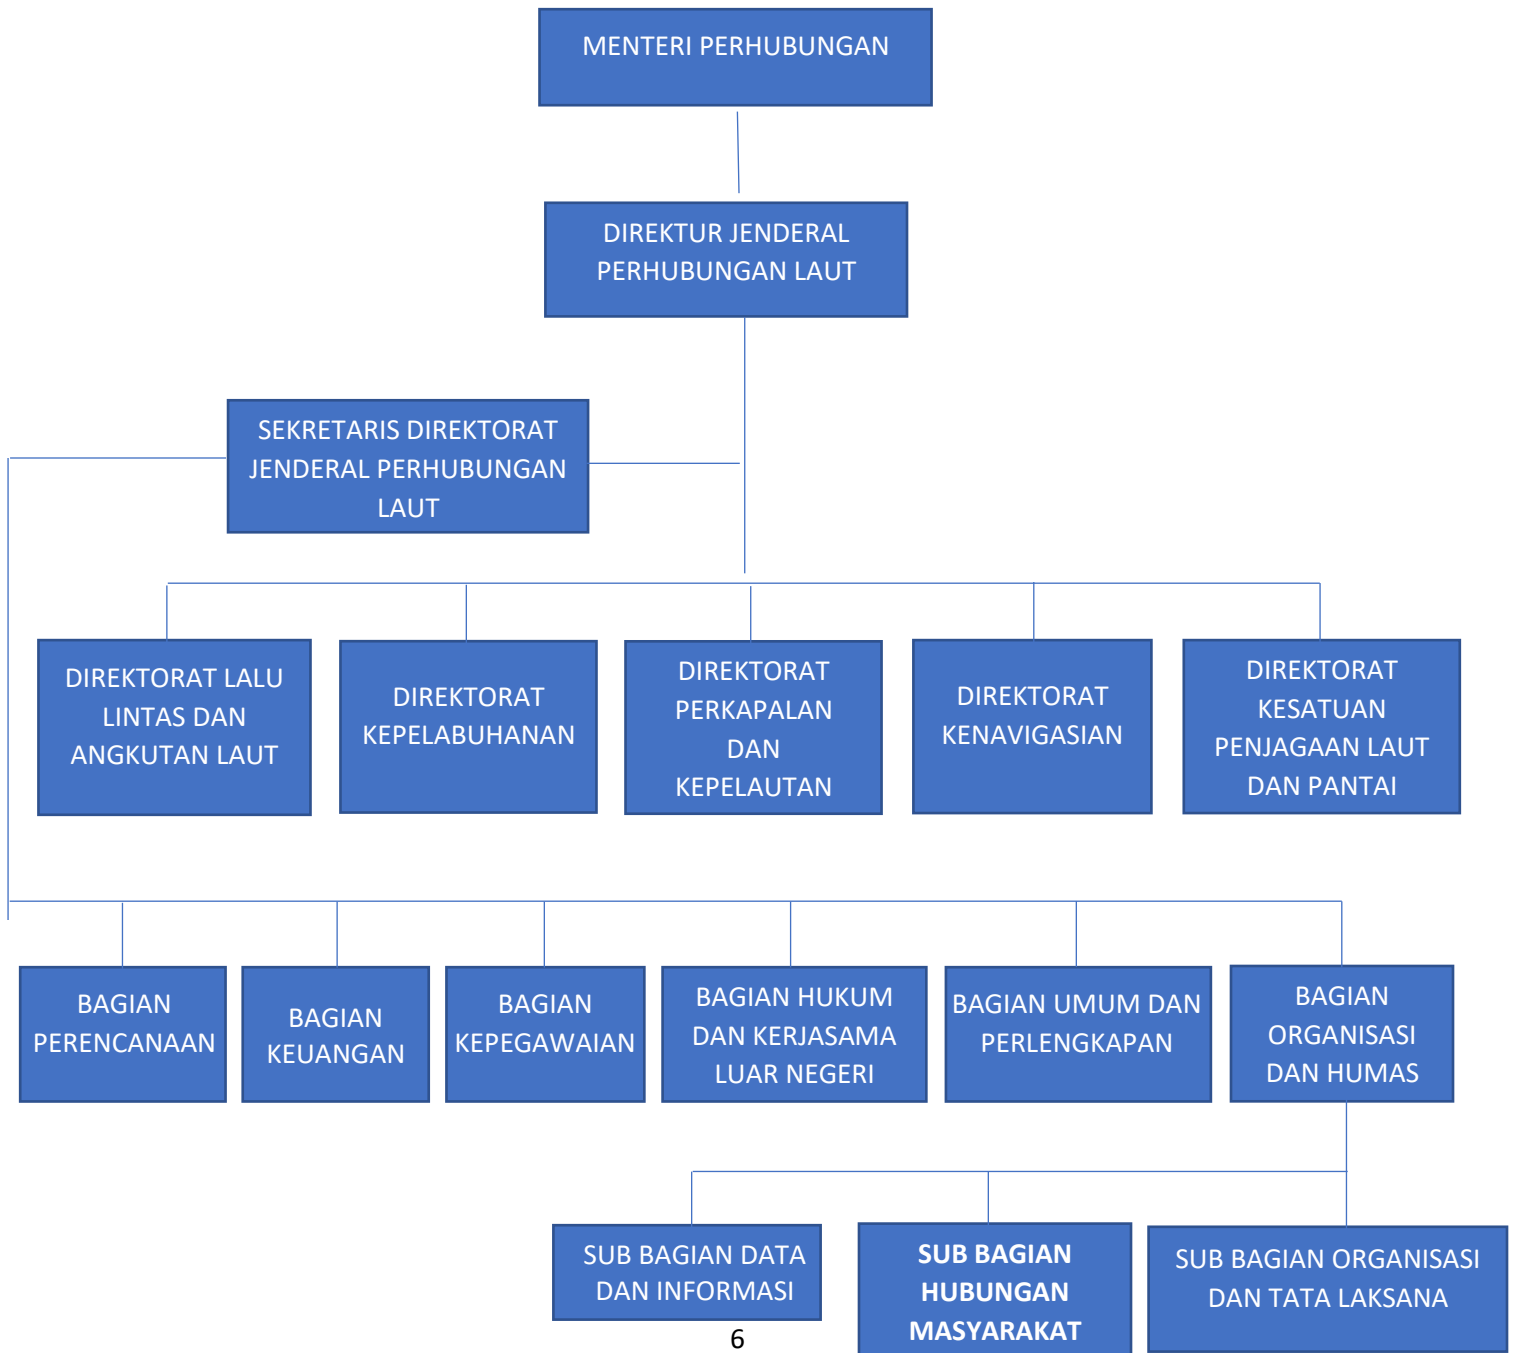 MENTERI PERHUBUNGAN
DIREKTUR JENDERAL
PERHUBUNGAN LAUT
SEKRETARIS DIREKTORAT
JENDERAL PERHUBUNGAN
LAUT
DIREKTORAT LALU
LINTAS DAN
ANGKUTAN LAUT
DIREKTORAT
KEPELABUHANAN
DIREKTORAT
PERKAPALAN
DAN
KEPELAUTAN
DIREKTORAT
KENAVIGASIAN
DIREKTORAT
KESATUAN
PENJAGAAN LAUT
DAN PANTAI
BAGIAN
PERENCANAAN
BAGIAN
KEUANGAN
BAGIAN
KEPEGAWAIAN
BAGIAN HUKUM
DAN KERJASAMA
LUAR NEGERI
BAGIAN UMUM DAN
PERLENGKAPAN
BAGIAN
ORGANISASI
DAN HUMAS
SUB BAGIAN DATA
DAN INFORMASI
SUB BAGIAN
HUBUNGAN
MASYARAKAT
SUB BAGIAN ORGANISASI
DAN TATA LAKSANA
6